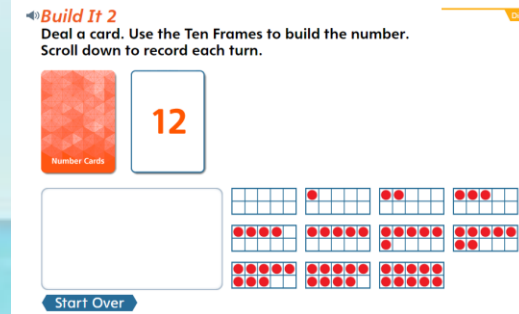 Build It 2
Deal a card. Use the Ten Frames to build the number.
Scroll down to record each turn.
12
Number Cards
Start Over